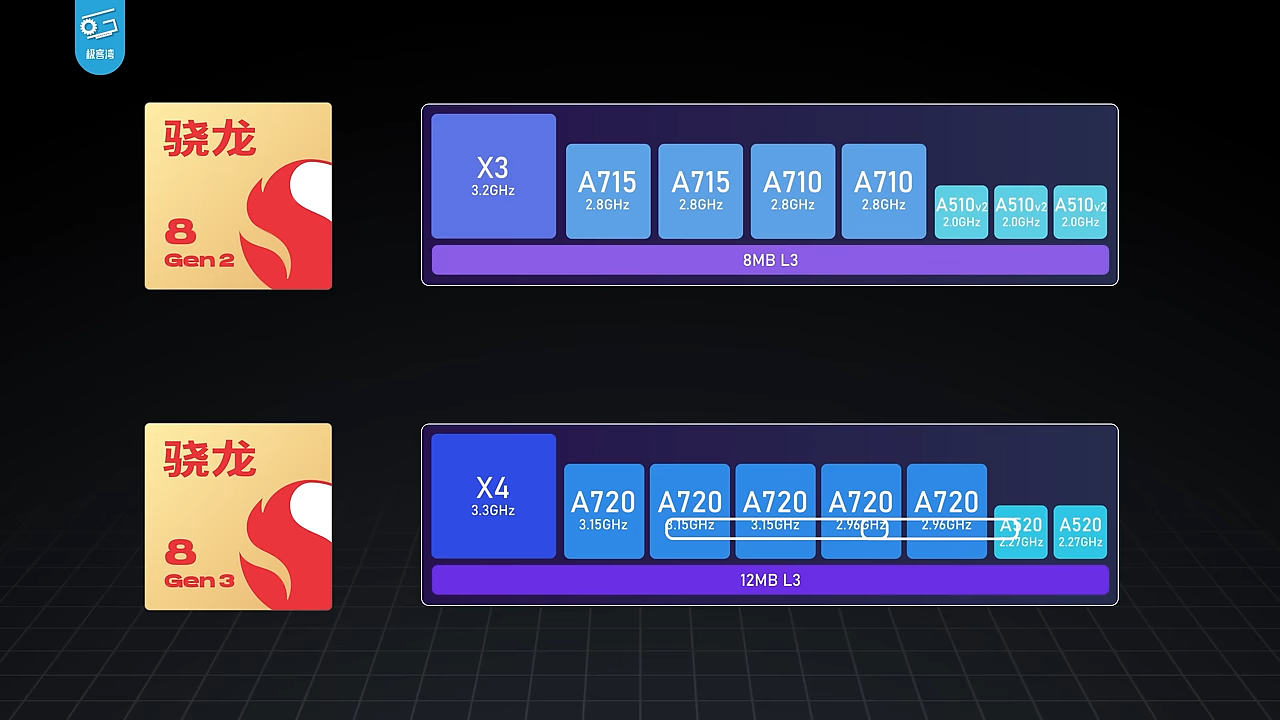 极客湾
骁龙
8
Gen 2
X3
3.2GHz
A715
2.8GHz
A715
2.8GHz
A710
2.8GHz
A710
2.8GHz
A510v2
2.0GHz
A510v2
2.0GHz
A510v2
2.0GHz
8MB L3
骁龙
8
Gen 3
X4
3.3GHz
A720
3.15GHz
A720
3.15GHz
A720
3.15GHz
A720
2.96GHz
A720
2.96GHz
A520
2.27GHz
A520
2.27GHz
12MB L3